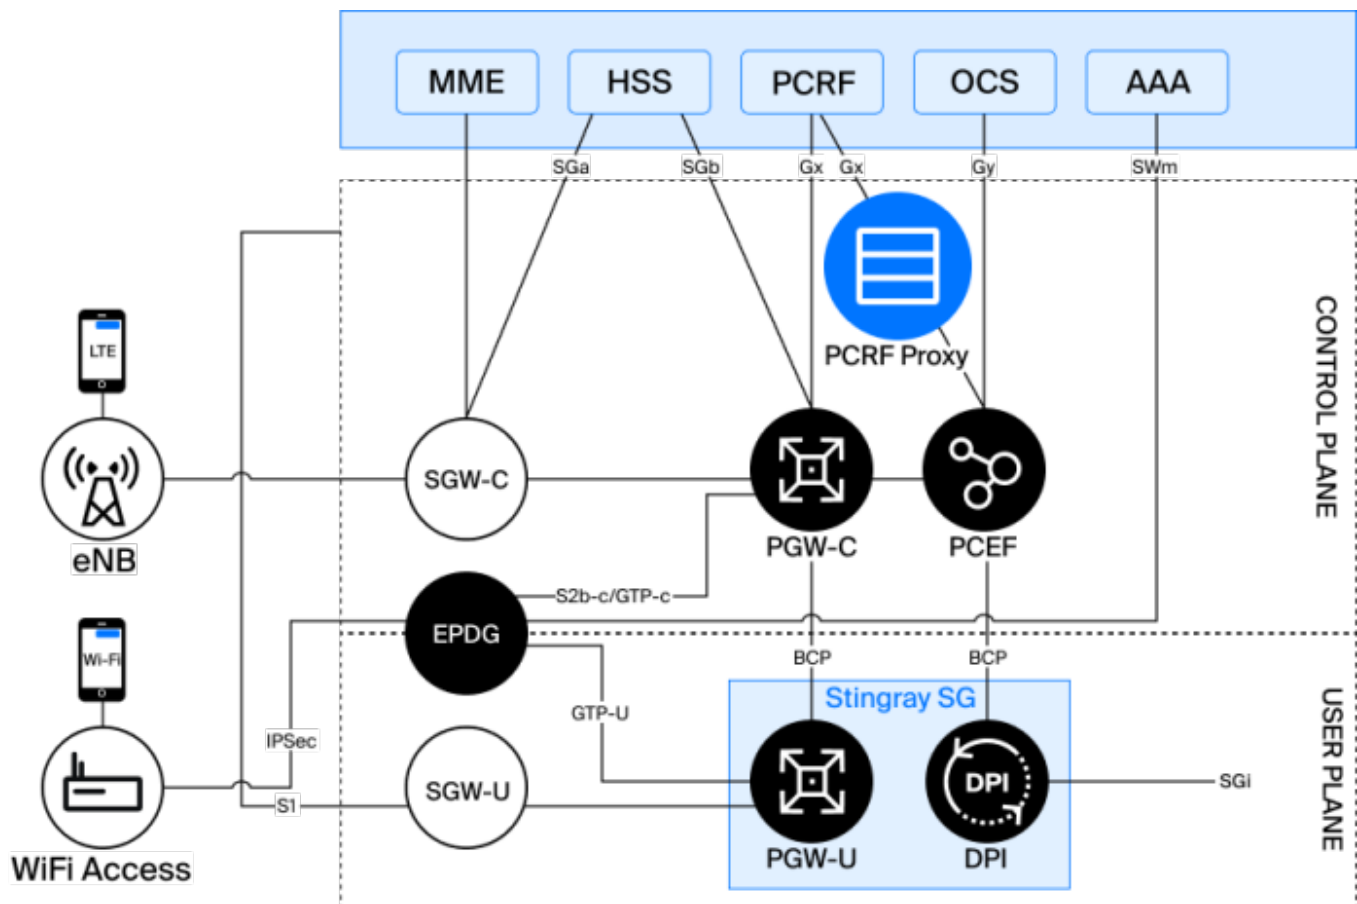 MME
HSS
PCRF
OCS
AAA
SGa
SGb
Gx
Gx
Gy
SWm
PCRF Proxy
CONTROL PLANE
LTE
eNB
SGW-C
PGW-C
PCEF
S2b-c/GTP-c
EPDG
Wi-Fi
BCP
BCP
Stingray SG
GTP-U
IPSec
S1
SGW-U
DPI
SGi
USER PLANE
WiFi Access
PGW-U
DPI